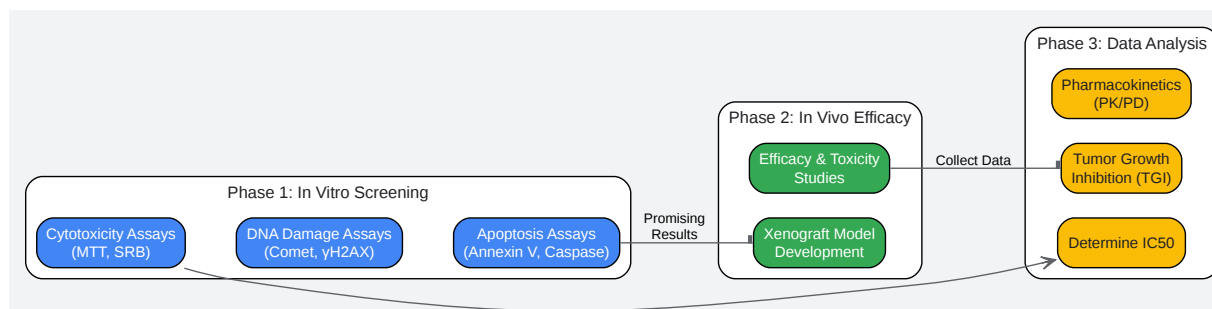 Phase 1: In Vitro Screening
Cytotoxicity Assays
(MTT, SRB)
DNA Damage Assays
(Comet, γH2AX)
Apoptosis Assays
(Annexin V, Caspase)
Promising
Results
Phase 2: In Vivo Efficacy
Efficacy & Toxicity
Studies
Xenograft Model
Development
Collect Data
Phase 3: Data Analysis
Pharmacokinetics
(PK/PD)
Tumor Growth
Inhibition (TGI)
Determine IC50